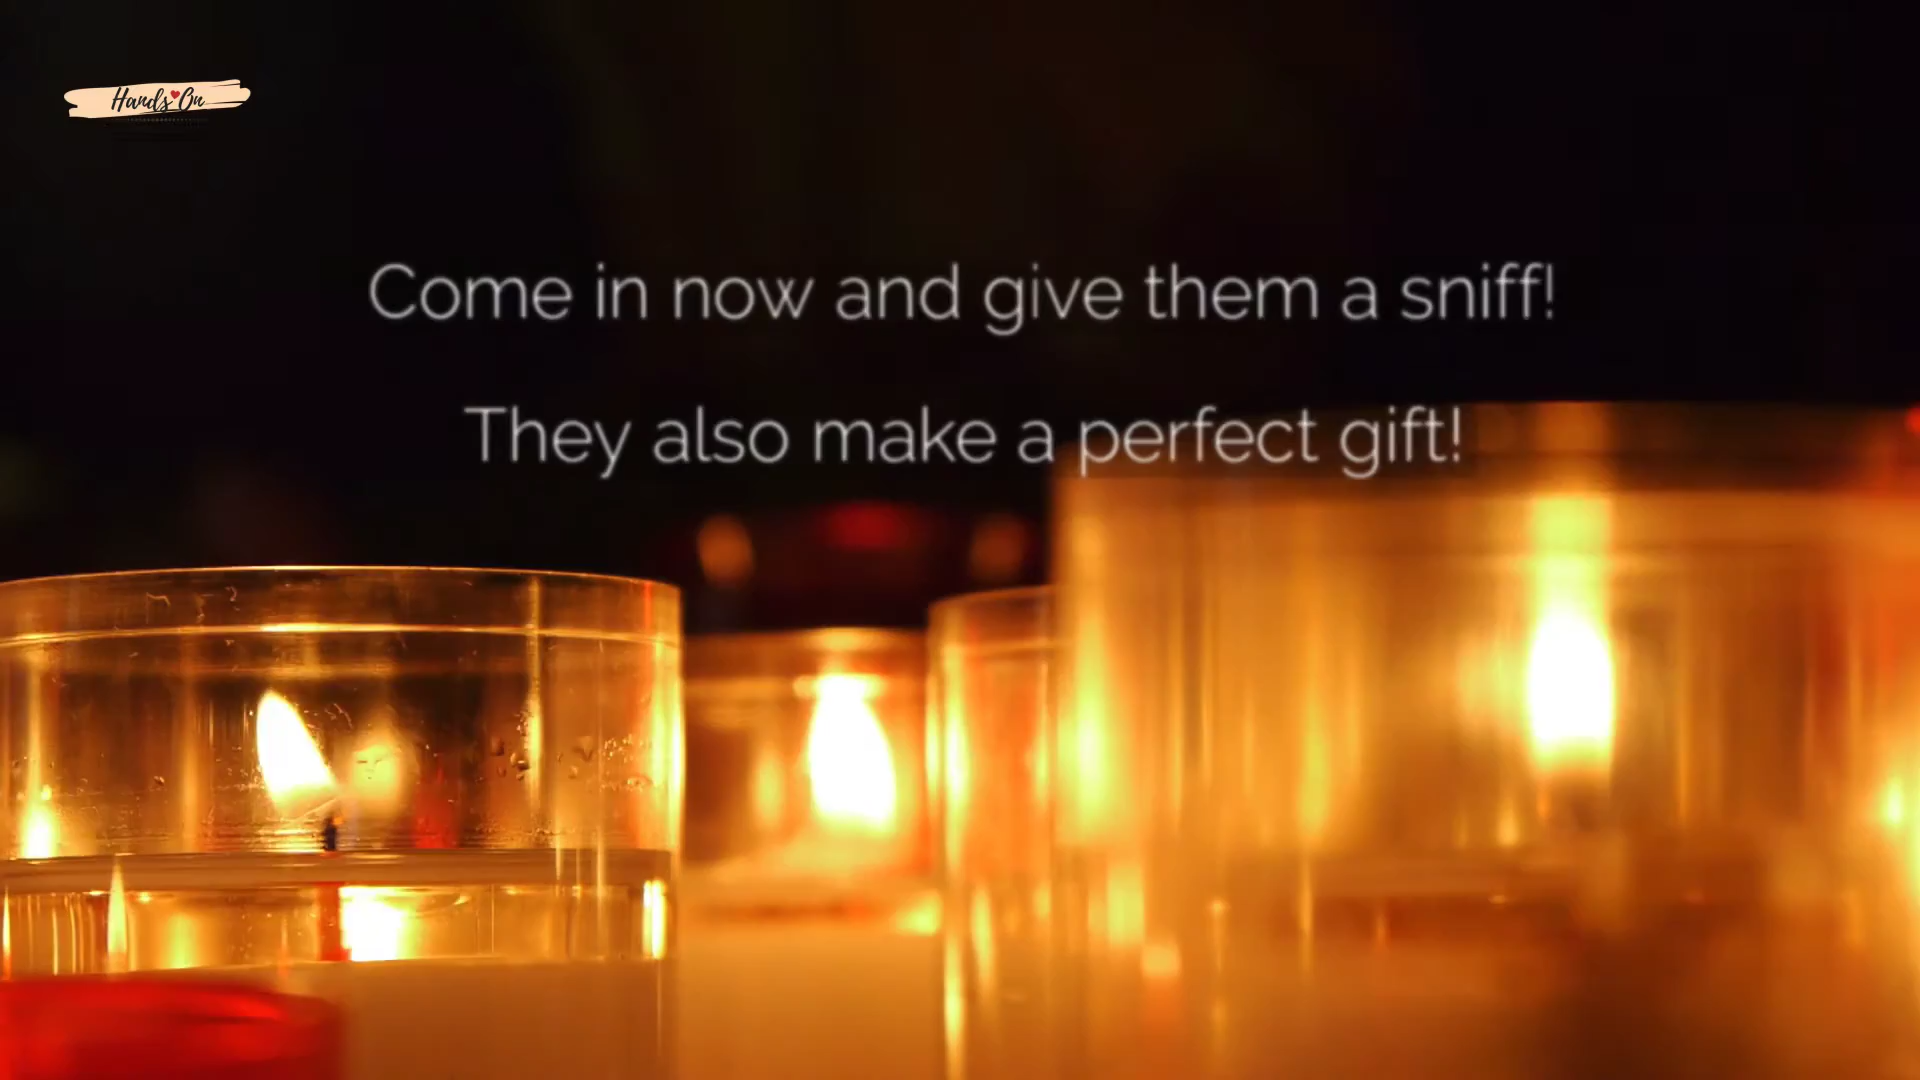 Hands On
Come in now and give them a sniff!
They also make a perfect gift!